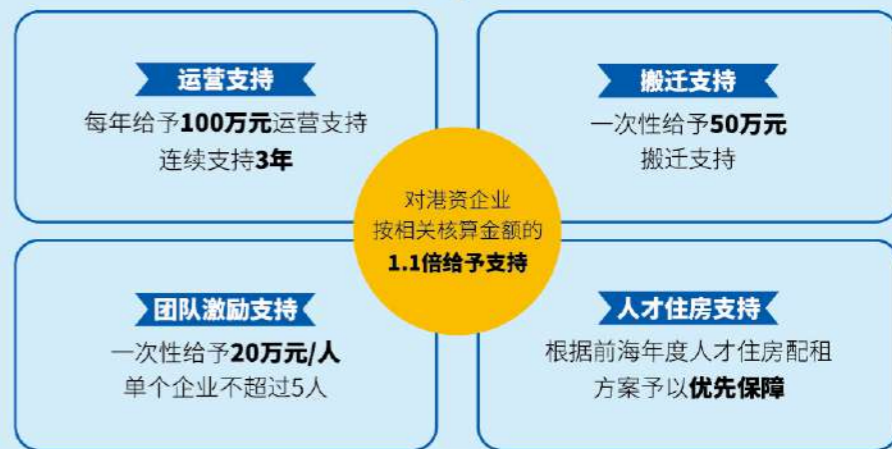 运营支持
每年给予100万元运营支持
连续支持3年
搬迁支持
一次性给予50万元
搬迁支持
对港资企业
按相关核算金额的
1.1倍给予支持
团队激励支持
一次性给予20万元/人
单个企业不超过5人
人才住房支持
根据前海年度人才住房配租
方案予以优先保障